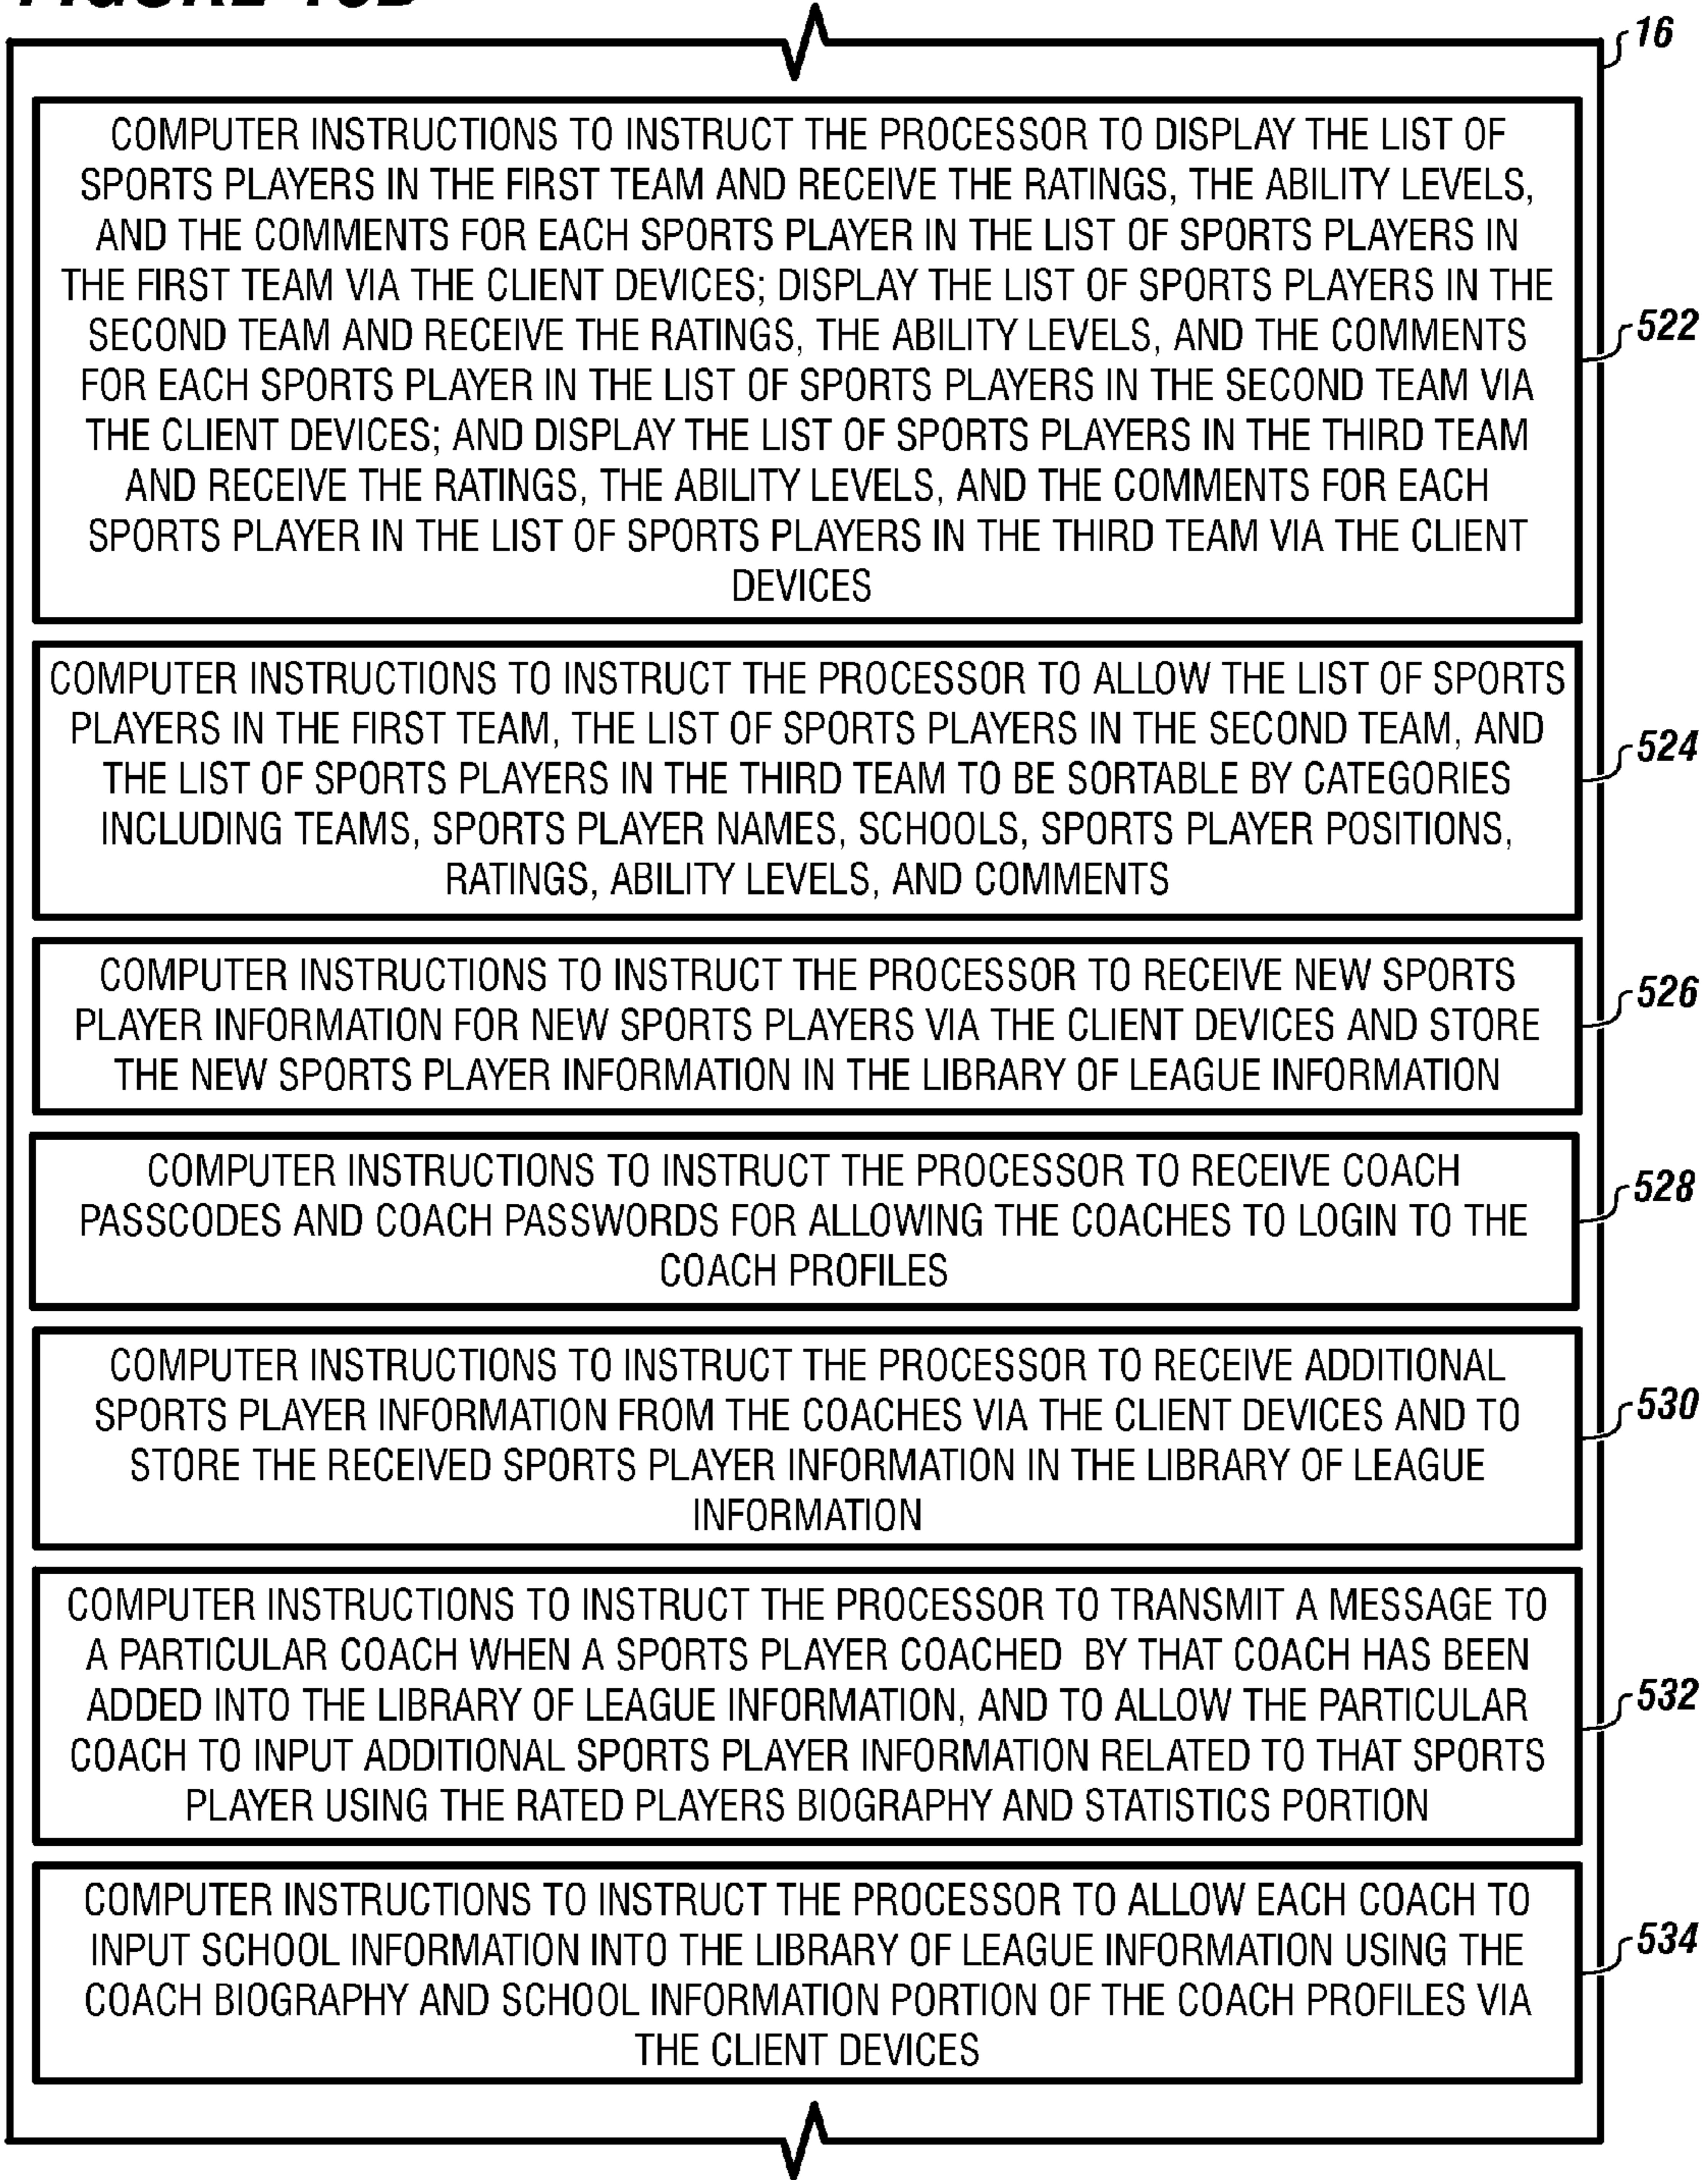 16
COMPUTER INSTRUCTIONS TO INSTRUCT THE PROCESSOR TO DISPLAY THE LIST OF
SPORTS PLAYERS IN THE FIRST TEAM AND RECEIVE THE RATINGS, THE ABILITY LEVELS,
AND THE COMMENTS FOR EACH SPORTS PLAYER IN THE LIST OF SPORTS PLAYERS IN
THE FIRST TEAM VIA THE CLIENT DEVICES; DISPLAY THE LIST OF SPORTS PLAYERS IN THE
SECOND TEAM AND RECEIVE THE RATINGS, THE ABILITY LEVELS, AND THE COMMENTS
FOR EACH SPORTS PLAYER IN THE LIST OF SPORTS PLAYERS IN THE SECOND TEAM VIA
THE CLIENT DEVICES; AND DISPLAY THE LIST OF SPORTS PLAYERS IN THE THIRD TEAM
AND RECEIVE THE RATINGS, THE ABILITY LEVELS, AND THE COMMENTS FOR EACH
SPORTS PLAYER IN THE LIST OF SPORTS PLAYERS IN THE THIRD TEAM VIA THE CLIENT
DEVICES
522
COMPUTER INSTRUCTIONS TO INSTRUCT THE PROCESSOR TO ALLOW THE LIST OF SPORTS
PLAYERS IN THE FIRST TEAM, THE LIST OF SPORTS PLAYERS IN THE SECOND TEAM, AND
THE LIST OF SPORTS PLAYERS IN THE THIRD TEAM TO BE SORTABLE BY CATEGORIES
INCLUDING TEAMS, SPORTS PLAYER NAMES, SCHOOLS, SPORTS PLAYER POSITIONS,
RATINGS, ABILITY LEVELS, AND COMMENTS
524
COMPUTER INSTRUCTIONS TO INSTRUCT THE PROCESSOR TO RECEIVE NEW SPORTS
PLAYER INFORMATION FOR NEW SPORTS PLAYERS VIA THE CLIENT DEVICES AND STORE
THE NEW SPORTS PLAYER INFORMATION IN THE LIBRARY OF LEAGUE INFORMATION
526
COMPUTER INSTRUCTIONS TO INSTRUCT THE PROCESSOR TO RECEIVE COACH
PASSCODES AND COACH PASSWORDS FOR ALLOWING THE COACHES TO LOGIN TO THE
COACH PROFILES
528
COMPUTER INSTRUCTIONS TO INSTRUCT THE PROCESSOR TO RECEIVE ADDITIONAL
SPORTS PLAYER INFORMATION FROM THE COACHES VIA THE CLIENT DEVICES AND TO
STORE THE RECEIVED SPORTS PLAYER INFORMATION IN THE LIBRARY OF LEAGUE
INFORMATION
530
COMPUTER INSTRUCTIONS TO INSTRUCT THE PROCESSOR TO TRANSMIT A MESSAGE TO
A PARTICULAR COACH WHEN A SPORTS PLAYER COACHED BY THAT COACH HAS BEEN
ADDED INTO THE LIBRARY OF LEAGUE INFORMATION, AND TO ALLOW THE PARTICULAR
COACH TO INPUT ADDITIONAL SPORTS PLAYER INFORMATION RELATED TO THAT SPORTS
PLAYER USING THE RATED PLAYERS BIOGRAPHY AND STATISTICS PORTION
532
COMPUTER INSTRUCTIONS TO INSTRUCT THE PROCESSOR TO ALLOW EACH COACH TO
INPUT SCHOOL INFORMATION INTO THE LIBRARY OF LEAGUE INFORMATION USING THE
COACH BIOGRAPHY AND SCHOOL INFORMATION PORTION OF THE COACH PROFILES VIA
THE CLIENT DEVICES
534